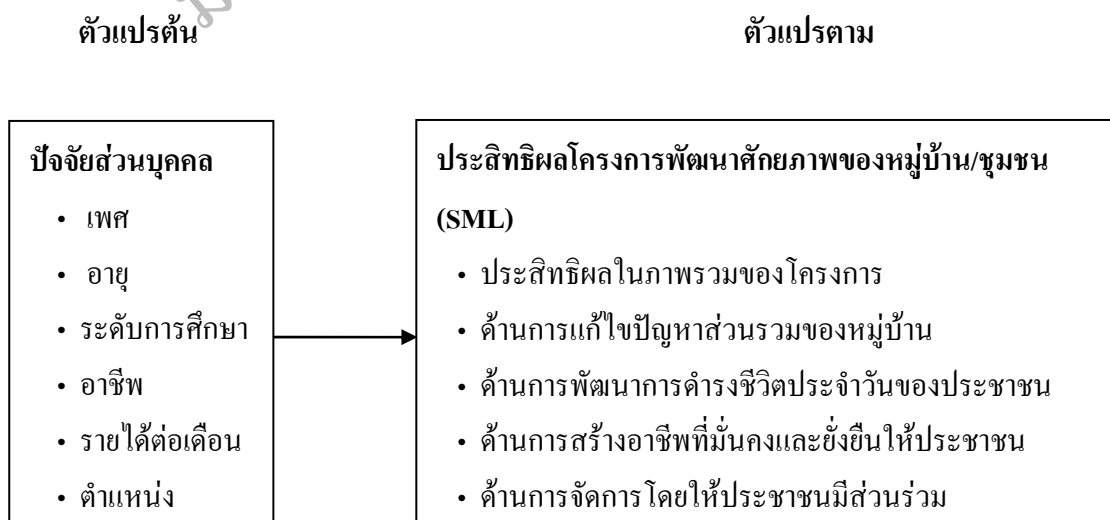 ตัวแปรต้น
ตัวแปรตาม
ปัจจัยส่วนบุคคล
• เพศ
• อายุ
• ระดับการศึกษา
• อาชีพ
• รายได้ต่อเดือน
• ตำแหน่ง
ประสิทธิผลโครงการพัฒนาศักยภาพของหมู่บ้าน/ชุมชน
(SML)
• ประสิทธิผลในภาพรวมของโครงการ
• ด้านการแก้ไขปัญหาส่วนรวมของหมู่บ้าน
• ด้านการพัฒนาการดำรงชีวิตประจำวันของประชาชน
• ด้านการสร้างอาชีพที่มั่นคงและยั่งยืนให้ประชาชน
• ด้านการจัดการโดยให้ประชาชนมีส่วนร่วม